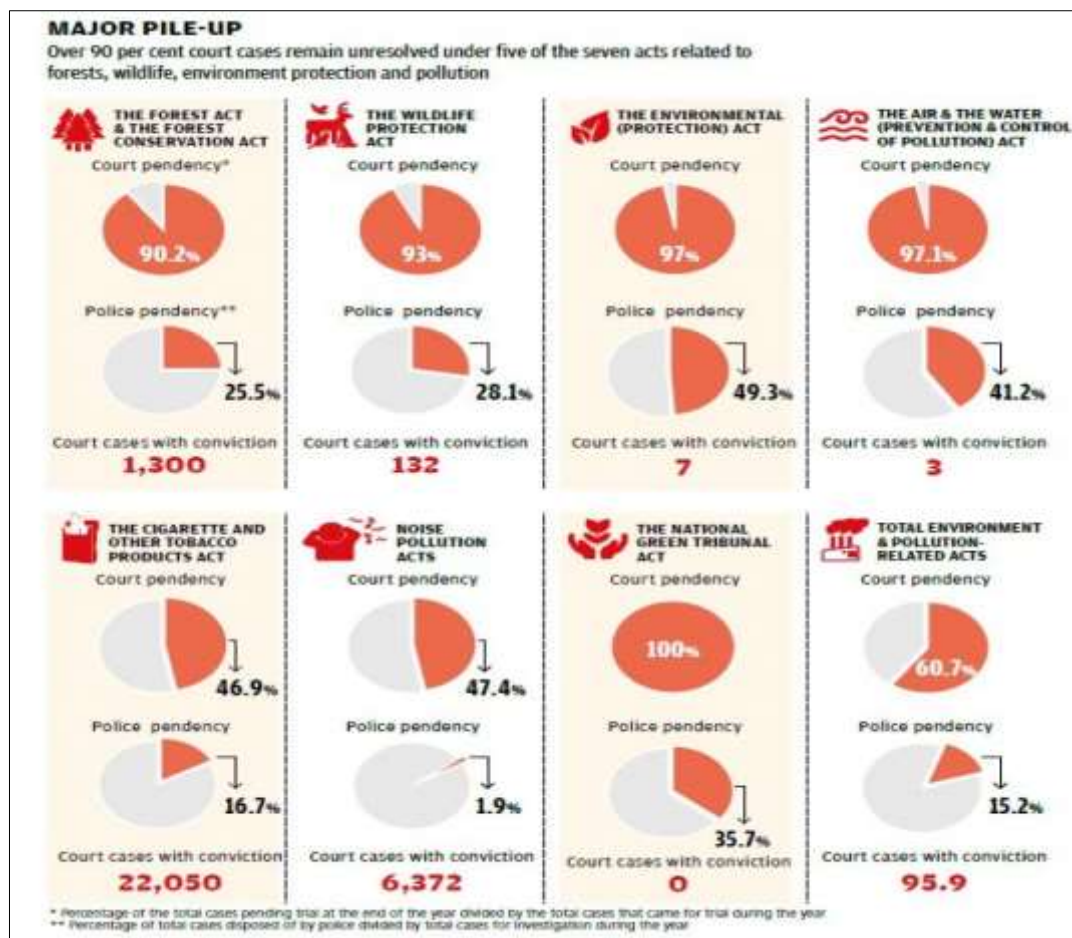 MAJOR PILE-UP
Over 90 per cent court cases remain unresolved under five of the seven acts related to
forests, wildlife, environment protection and pollution
THE FOREST ACT
& THE FOREST
CONSERVATION ACT
Court pendency*
90.2%
Police pendency**
25.5%
Court cases with conviction
1,300
THE WILDLIFE
PROTECTION
ACT
Court pendency
93%
Police pendency
28.1%
Court cases with conviction
132
THE ENVIRONMENTAL
(PROTECTION) ACT
Court pendency
97%
Police pendency
49.3%
Court cases with conviction
7
THE AIR & THE WATER
(PREVENTION & CONTROL
OF POLLUTION) ACT
Court pendency
97.1%
Police pendency
41.2%
Court cases with conviction
3
THE CIGARETTE AND
OTHER TOBACCO
PRODUCTS ACT
Court pendency
46.9%
Police pendency
16.7%
Court cases with conviction
22,050
NOISE
POLLUTION
ACTS
Court pendency
47.4%
Police pendency
1.9%
Court cases with conviction
6,372
THE NATIONAL
GREEN TRIBUNAL
ACT
Court pendency
100%
Police pendency
35.7%
Court cases with conviction
0
TOTAL ENVIRONMENT
& POLLUTION-
RELATED ACTS
Court pendency
60.7%
Police pendency
15.2%
Court cases with conviction
95.9
* Percentage of the total cases pending trial at the end of the year divided by the total cases that came for trial during the year
** Percentage of total cases disposed of by police divided by total cases for investigation during the year